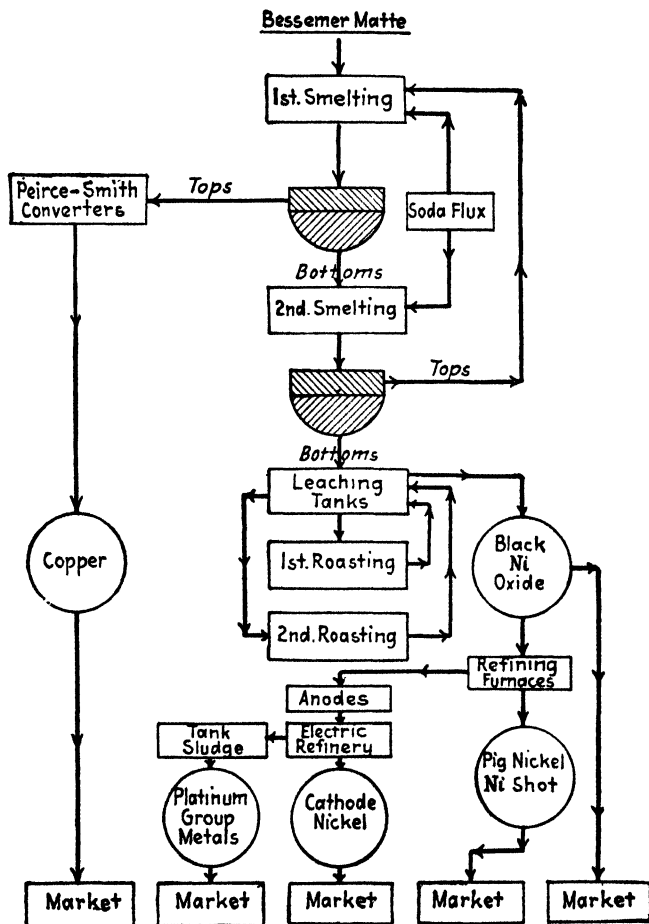 Bessemer Matte
1st. Smelting
Peirce-Smith
Converters
Tops
Soda Flux
Bottoms
2nd. Smelting
Tops
Bottoms
Leaching
Tanks
Copper
1st. Roasting
Black
Ni
Oxide
2nd. Roasting
Refining
Furnaces
Anodes
Tank
Sludge
Electric
Refinery
Pig Nickel
Ni Shot
Platinum
Group
Metals
Cathode
Nickel
Market
Market
Market
Market
Market